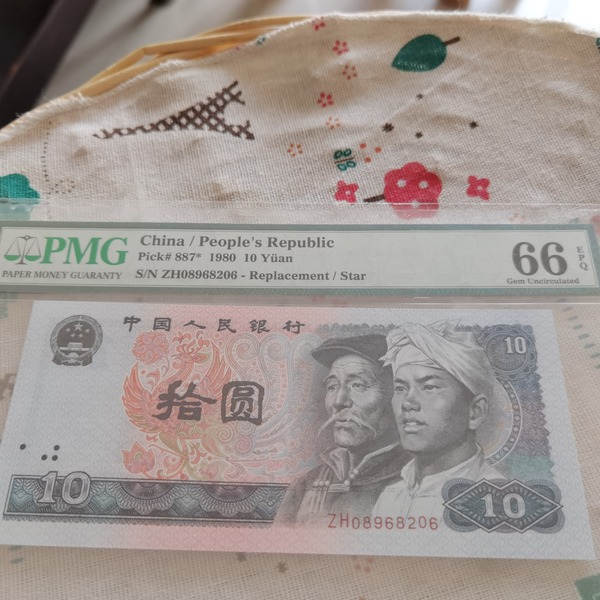 PMG
PAPER MONEY GUARANTY
China / People's Republic
Pick# 887* 1980 10 Yüan
S/N ZH08968206 - Replacement / Star
66 EPQ
Gem Uncirculated
中国人民银行
10
拾圆
10
ZH08968206
10